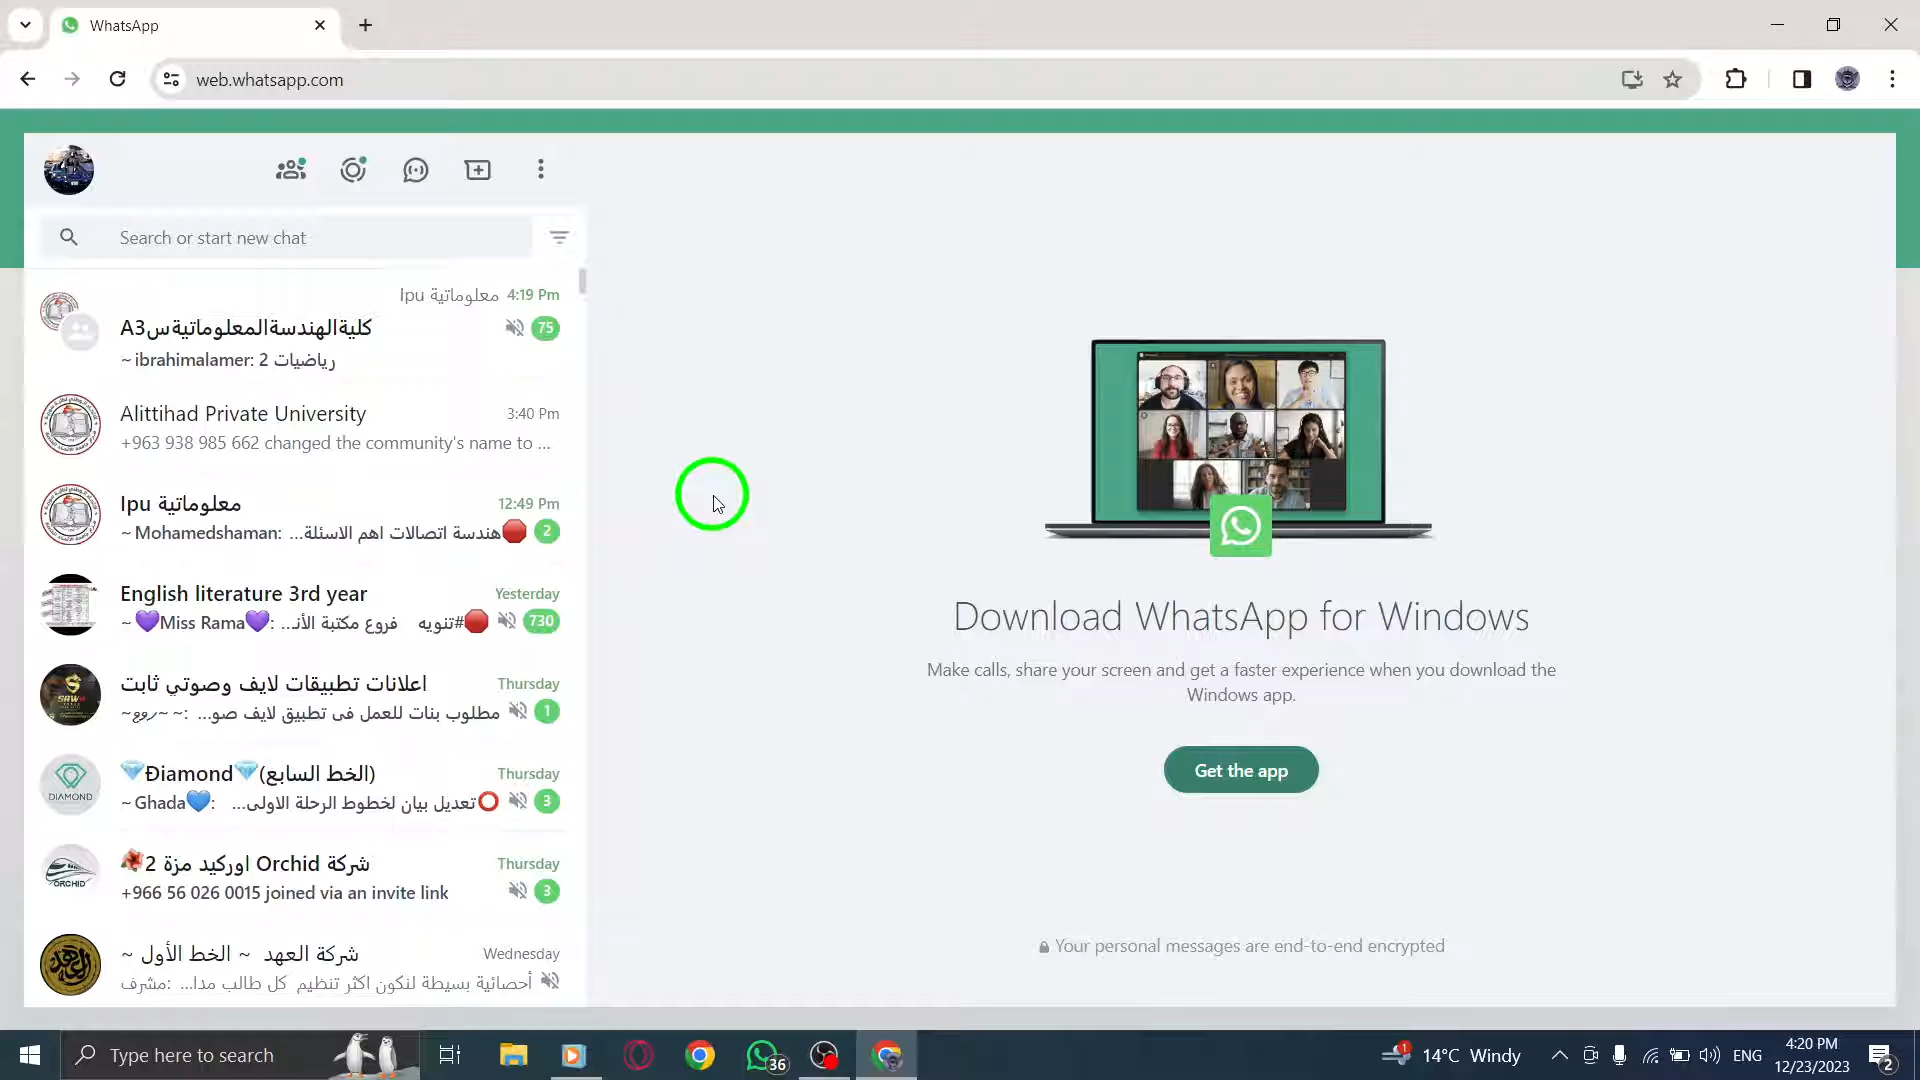 WhatsApp
web.whatsapp.com
Search or start new chat
معلوماتية Ipu 4:19 Pm
كليةالهندسةالمعلوماتيةسA3 75
~ibrahimalamer: رياضيات 2
Alittihad Private University 3:40 Pm
+963 938 985 662 changed the community's name to ...
معلوماتية Ipu 12:49 Pm
~Mohamedshaman: 🛑هندسة اتصالات اهم الاسئلة... 2
English literature 3rd year Yesterday
~💜Miss Rama💜: 🛑#تنويه فروع مكتبة الأنـ... 730
اعلانات تطبيقات لايف وصوتي ثابت Thursday
مطلوب بنات للعمل في تطبيق لايف صو... 1
💎Điamond💎(الخط السابع) Thursday
~Ghada💙: ⭕تعديل بيان لخطوط الرحلة الاولى... 3
DIAMOND
🌺شركة Orchid اوركيد مزة 2 Thursday
+966 56 026 0015 joined via an invite link 3
ORCHID
شركة العهد ~ الخط الأول ~ Wednesday
مشرف: أحصائية بسيطة لنكون اكثر تنظيم كل طالب مدا...
Download WhatsApp for Windows
Make calls, share your screen and get a faster experience when you download the
Windows app.
Get the app
Your personal messages are end-to-end encrypted
Type here to search
36
1
14°C Windy
ENG
4:20 PM
12/23/2023
2